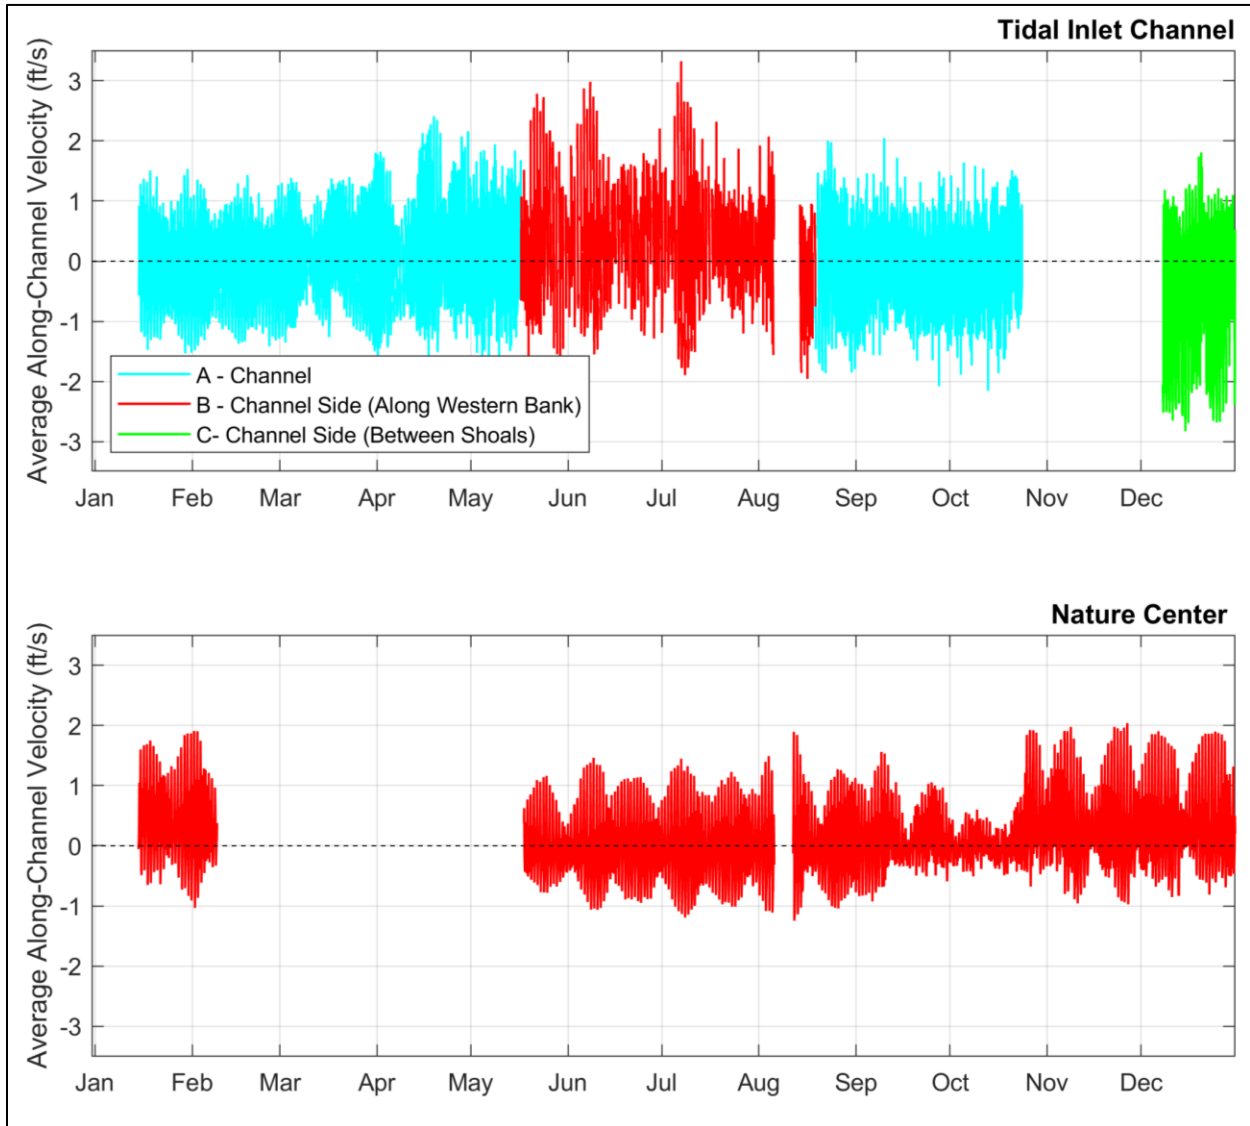 Tidal Inlet Channel
Average Along-Channel Velocity (ft/s)
3
2
1
0
-1
-2
-3
A - Channel
B - Channel Side (Along Western Bank)
C- Channel Side (Between Shoals)
Jan Feb Mar Apr May Jun Jul Aug Sep Oct Nov Dec
Nature Center
Average Along-Channel Velocity (ft/s)
3
2
1
0
-1
-2
-3
Jan Feb Mar Apr May Jun Jul Aug Sep Oct Nov Dec